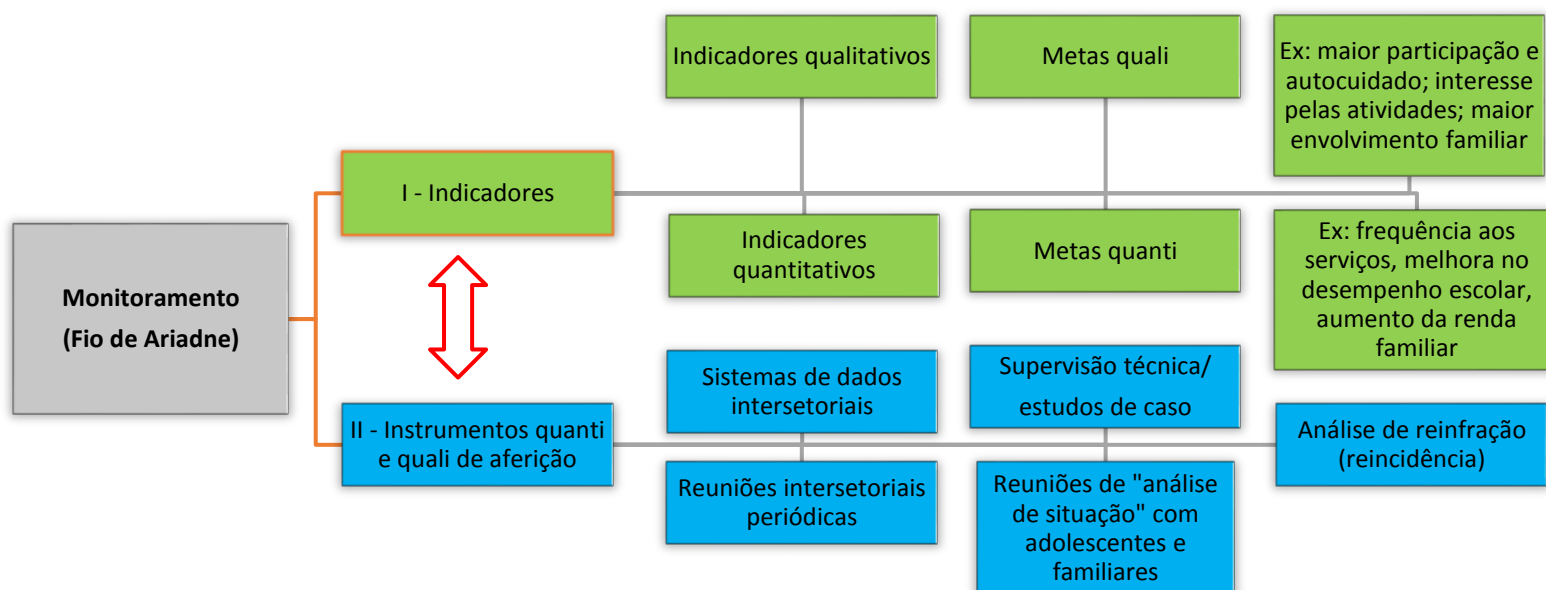 Monitoramento
(Fio de Ariadne)
I - Indicadores
Indicadores qualitativos
Metas quali
Ex: maior participação e
autocuidado; interesse
pelas atividades; maior
envolvimento familiar
Indicadores
quantitativos
Metas quanti
Ex: frequência aos
serviços, melhora no
desempenho escolar,
aumento da renda
familiar
II - Instrumentos quanti
e quali de aferição
Sistemas de dados
intersetoriais
Supervisão técnica/
estudos de caso
Análise de reinfração
(reincidência)
Reuniões intersetoriais
periódicas
Reuniões de "análise
de situação" com
adolescentes e
familiares